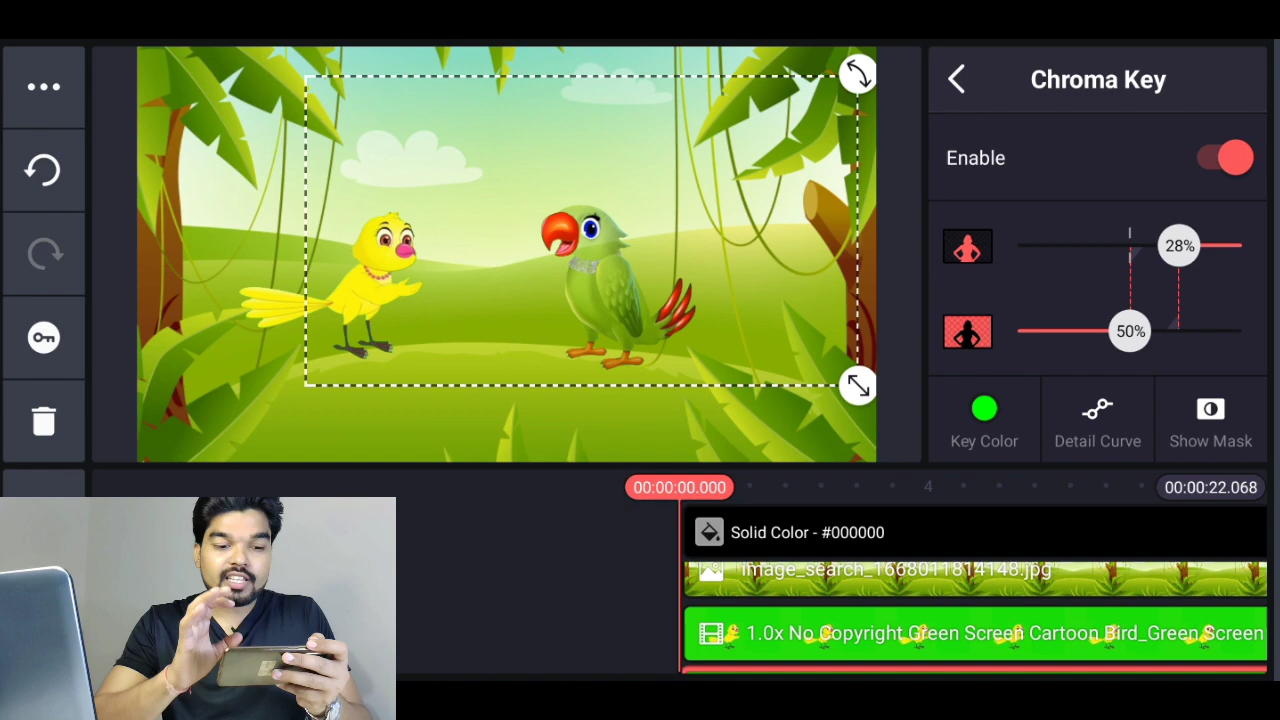 Chroma Key
Enable
28%
50%
Key Color
Detail Curve
Show Mask
00:00:00.000
4
00:00:22.068
Solid Color - #000000
image_search_1668011814148.jpg
1.0x No Copyright Green Screen Cartoon Bird_Green Screen